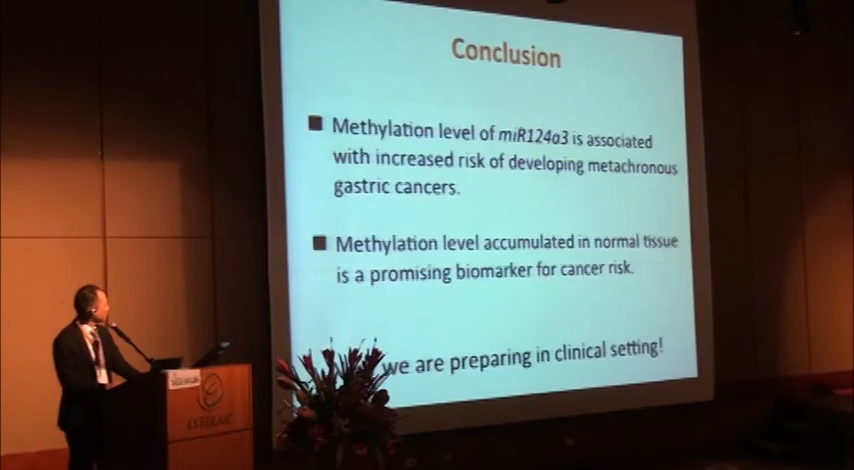 Conclusion
■ Methylation level of miR124a3 is associated
with increased risk of developing metachronous
gastric cancers.
■ Methylation level accumulated in normal tissue
is a promising biomarker for cancer risk.
we are preparing in clinical setting!
ESTELAR